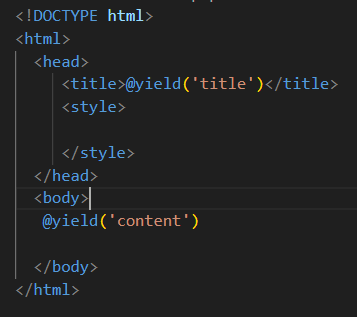 <!DOCTYPE html>
<html>
<head>
<title>@yield('title')</title>
<style>
</style>
</head>
<body>
@yield('content')
</body>
</html>